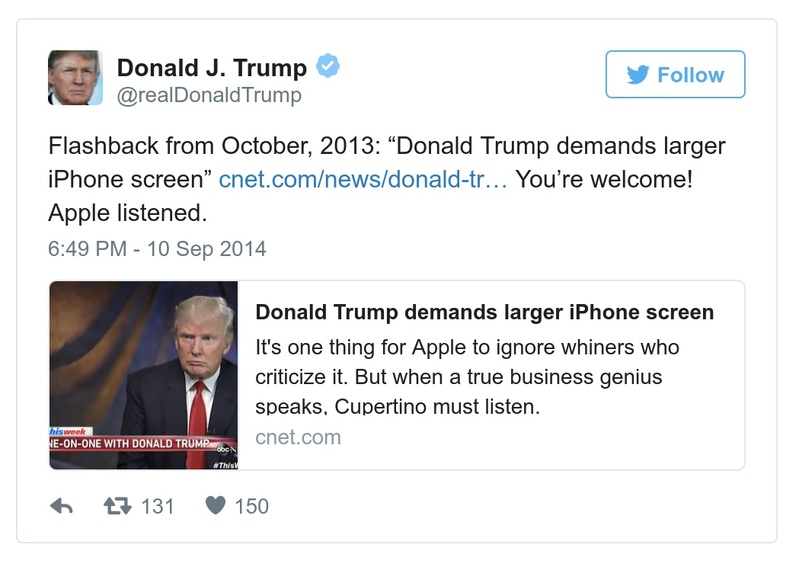 Donald J. Trump
@realDonaldTrump
Follow
Flashback from October, 2013: “Donald Trump demands larger
iPhone screen” cnet.com/news/donald-tr… You’re welcome!
Apple listened.
6:49 PM - 10 Sep 2014
Donald Trump demands larger iPhone screen
It's one thing for Apple to ignore whiners who
criticize it. But when a true business genius
speaks, Cupertino must listen.
cnet.com
hisweek
NE-ON-ONE WITH DONALD TRUMP
abc N
#ThisW
131
150